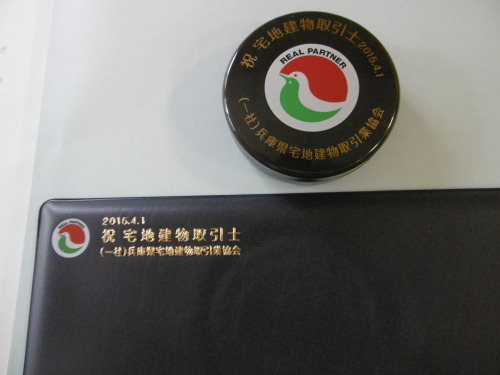 祝 宅地建物取引士 2015.4.1
REAL PARTNER
(一社)兵庫県宅地建物取引業協会
REAL PARTNER
2015.4.1
祝 宅地建物取引士
(一社)兵庫県宅地建物取引業協会